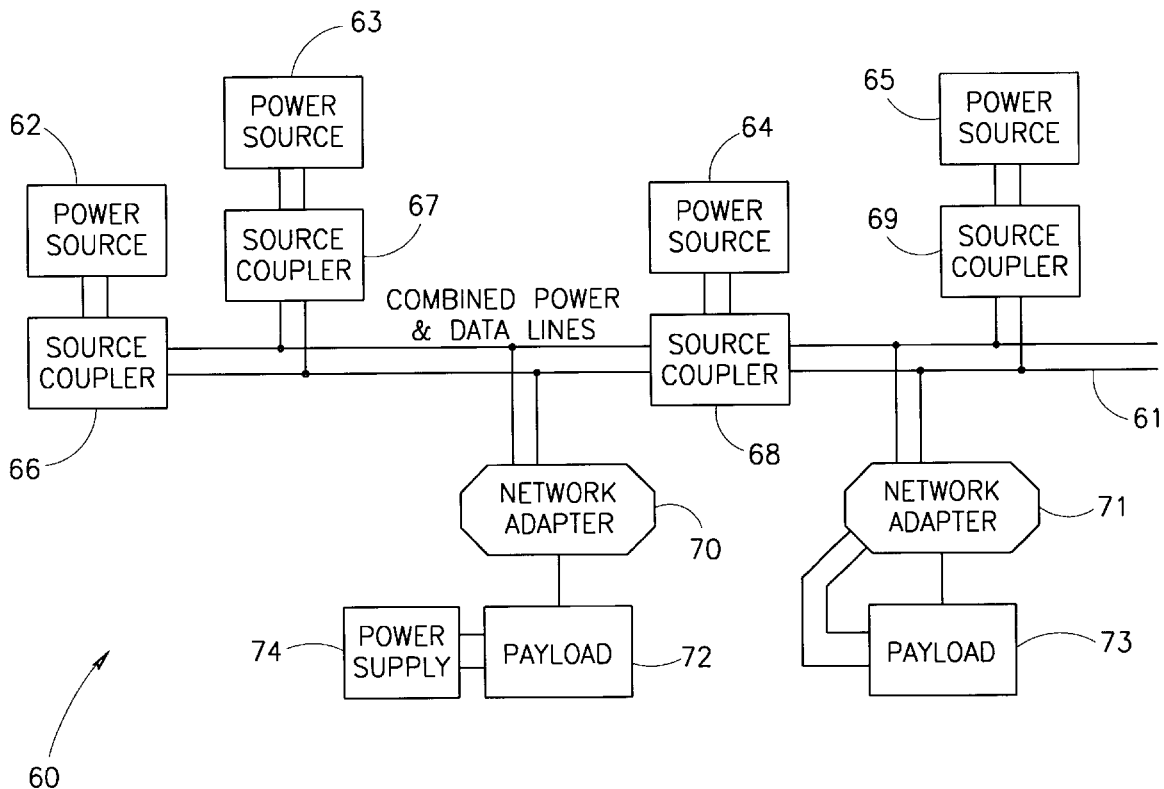 63
65
POWER
SOURCE
POWER
SOURCE
62
64
POWER
SOURCE
POWER
SOURCE
67
SOURCE
COUPLER
69
SOURCE
COUPLER
COMBINED POWER
& DATA LINES
SOURCE
COUPLER
SOURCE
COUPLER
61
66
68
NETWORK
ADAPTER
70
NETWORK
ADAPTER
71
74
POWER
SUPPLY
PAYLOAD
72
PAYLOAD
73
60